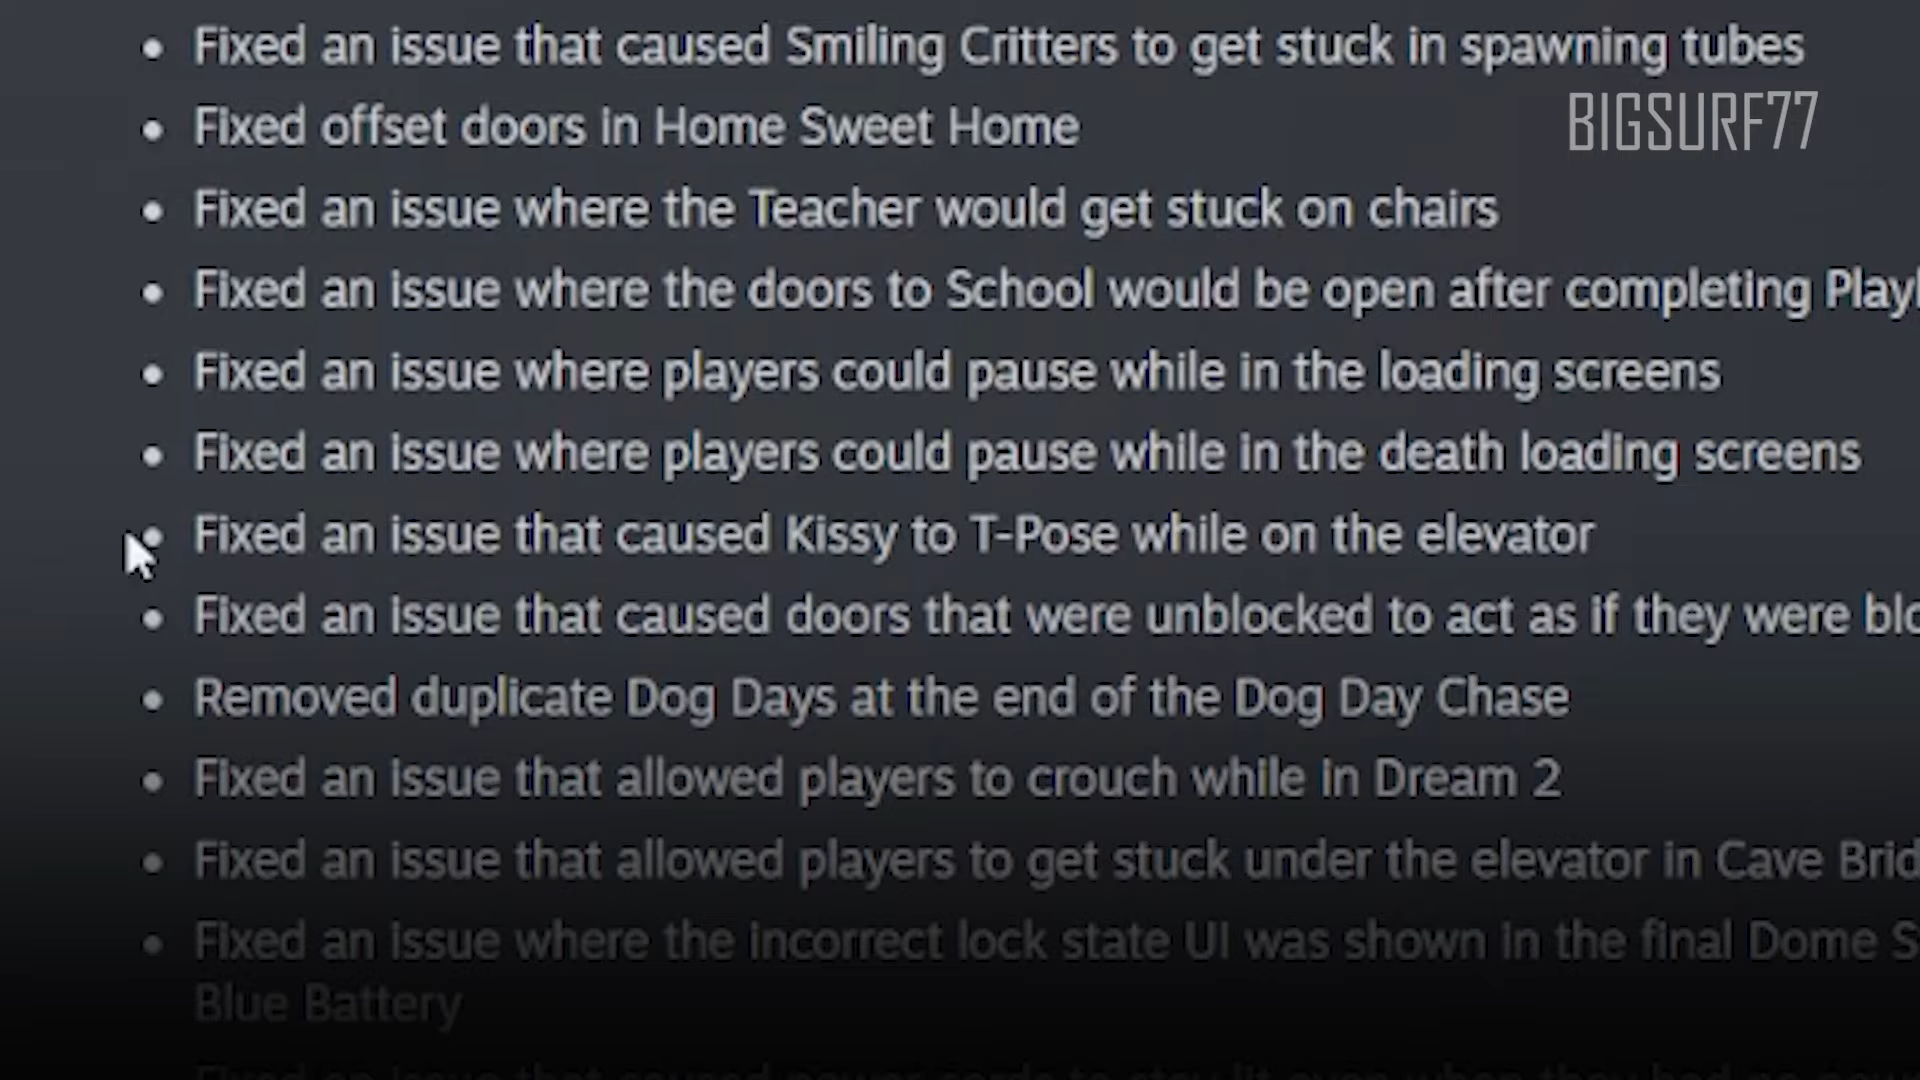 • Fixed an issue that caused Smiling Critters to get stuck in spawning tubes
BIGSURF77
• Fixed offset doors in Home Sweet Home
• Fixed an issue where the Teacher would get stuck on chairs
• Fixed an issue where the doors to School would be open after completing
• Fixed an issue where players could pause while in the loading screens
• Fixed an issue where players could pause while in the death loading screens
• Fixed an issue that caused Kissy to T-Pose while on the elevator
• Fixed an issue that caused doors that were unblocked to act as if they were
• Removed duplicate Dog Days at the end of the Dog Day Chase
• Fixed an issue that allowed players to crouch while in Dream 2
• Fixed an issue that allowed players to get stuck under the elevator in Cave
• Fixed an issue where the incorrect lock state UI was shown in the final Dome
Blue Battery